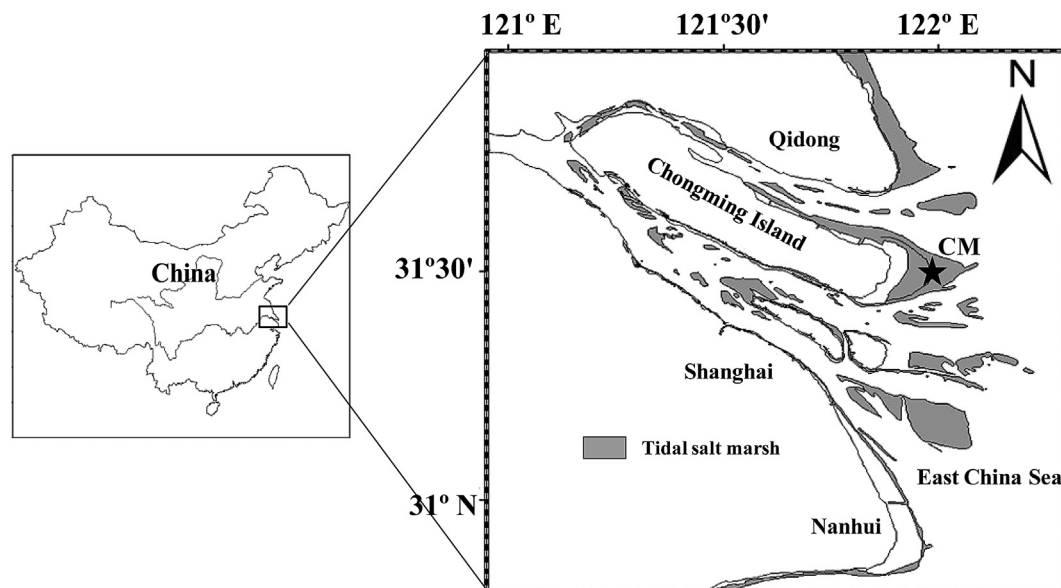 121º E
121º30'
122º E
N
Qidong
Chongming Island
CM
China
31º30'
Shanghai
Tidal salt marsh
East China Sea
31º N
Nanhui